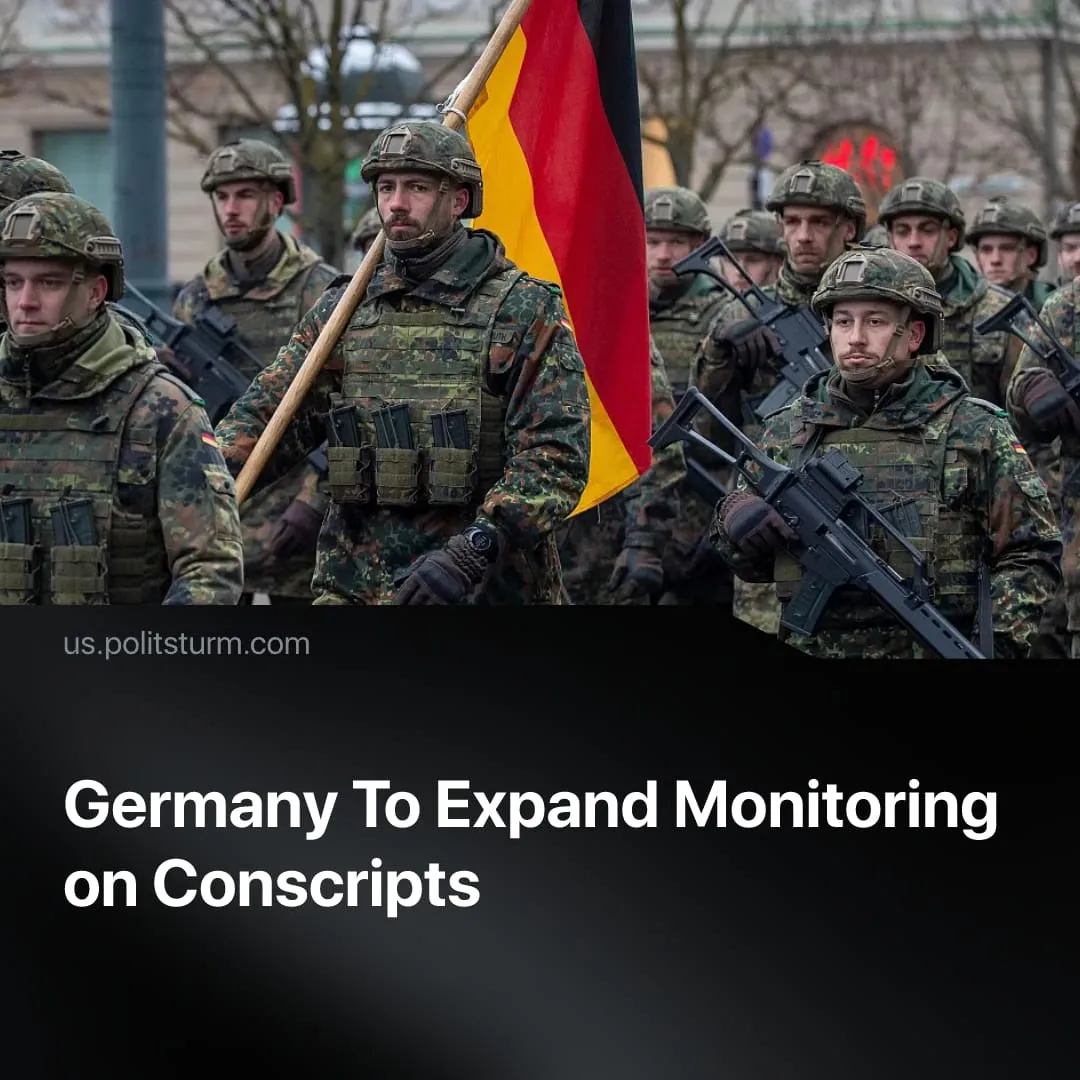 us.politsturm.com
Germany To Expand Monitoring
on Conscripts